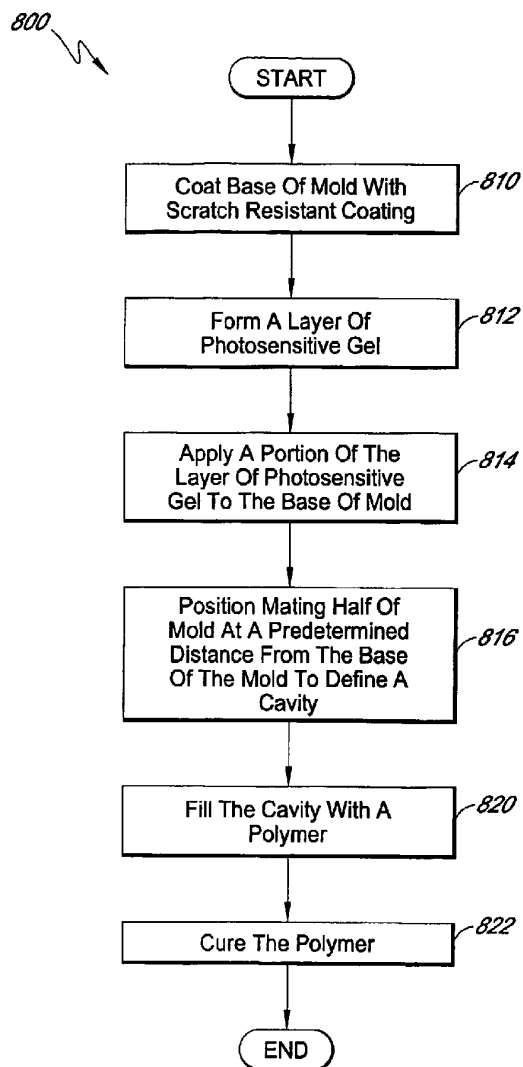 800
START
Coat Base Of Mold With
Scratch Resistant Coating
810
Form A Layer Of
Photosensitive Gel
812
Apply A Portion Of The
Layer Of Photosensitive
Gel To The Base Of Mold
814
Position Mating Half Of
Mold At A Predetermined
Distance From The Base
Of The Mold To Define A
Cavity
816
Fill The Cavity With A
Polymer
820
Cure The Polymer
822
END